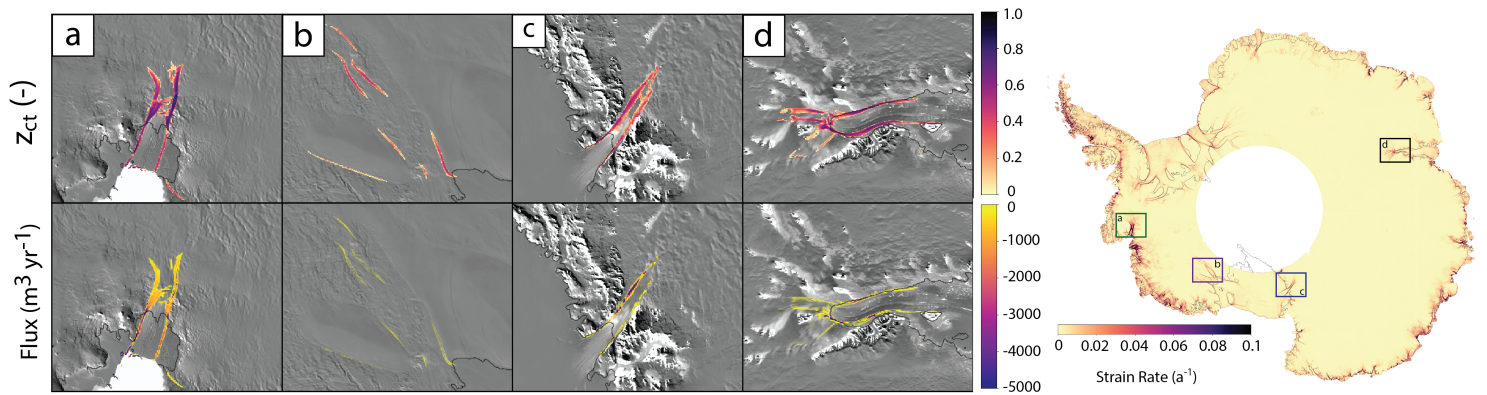 a
b
c
d
Z_ct (-)
1.0
0.8
0.6
0.4
0.2
0
Flux (m³ yr⁻¹)
0
-1000
-2000
-3000
-4000
-5000
a
b
c
d
0 0.02 0.04 0.06 0.08 0.1
Strain Rate (a⁻¹)